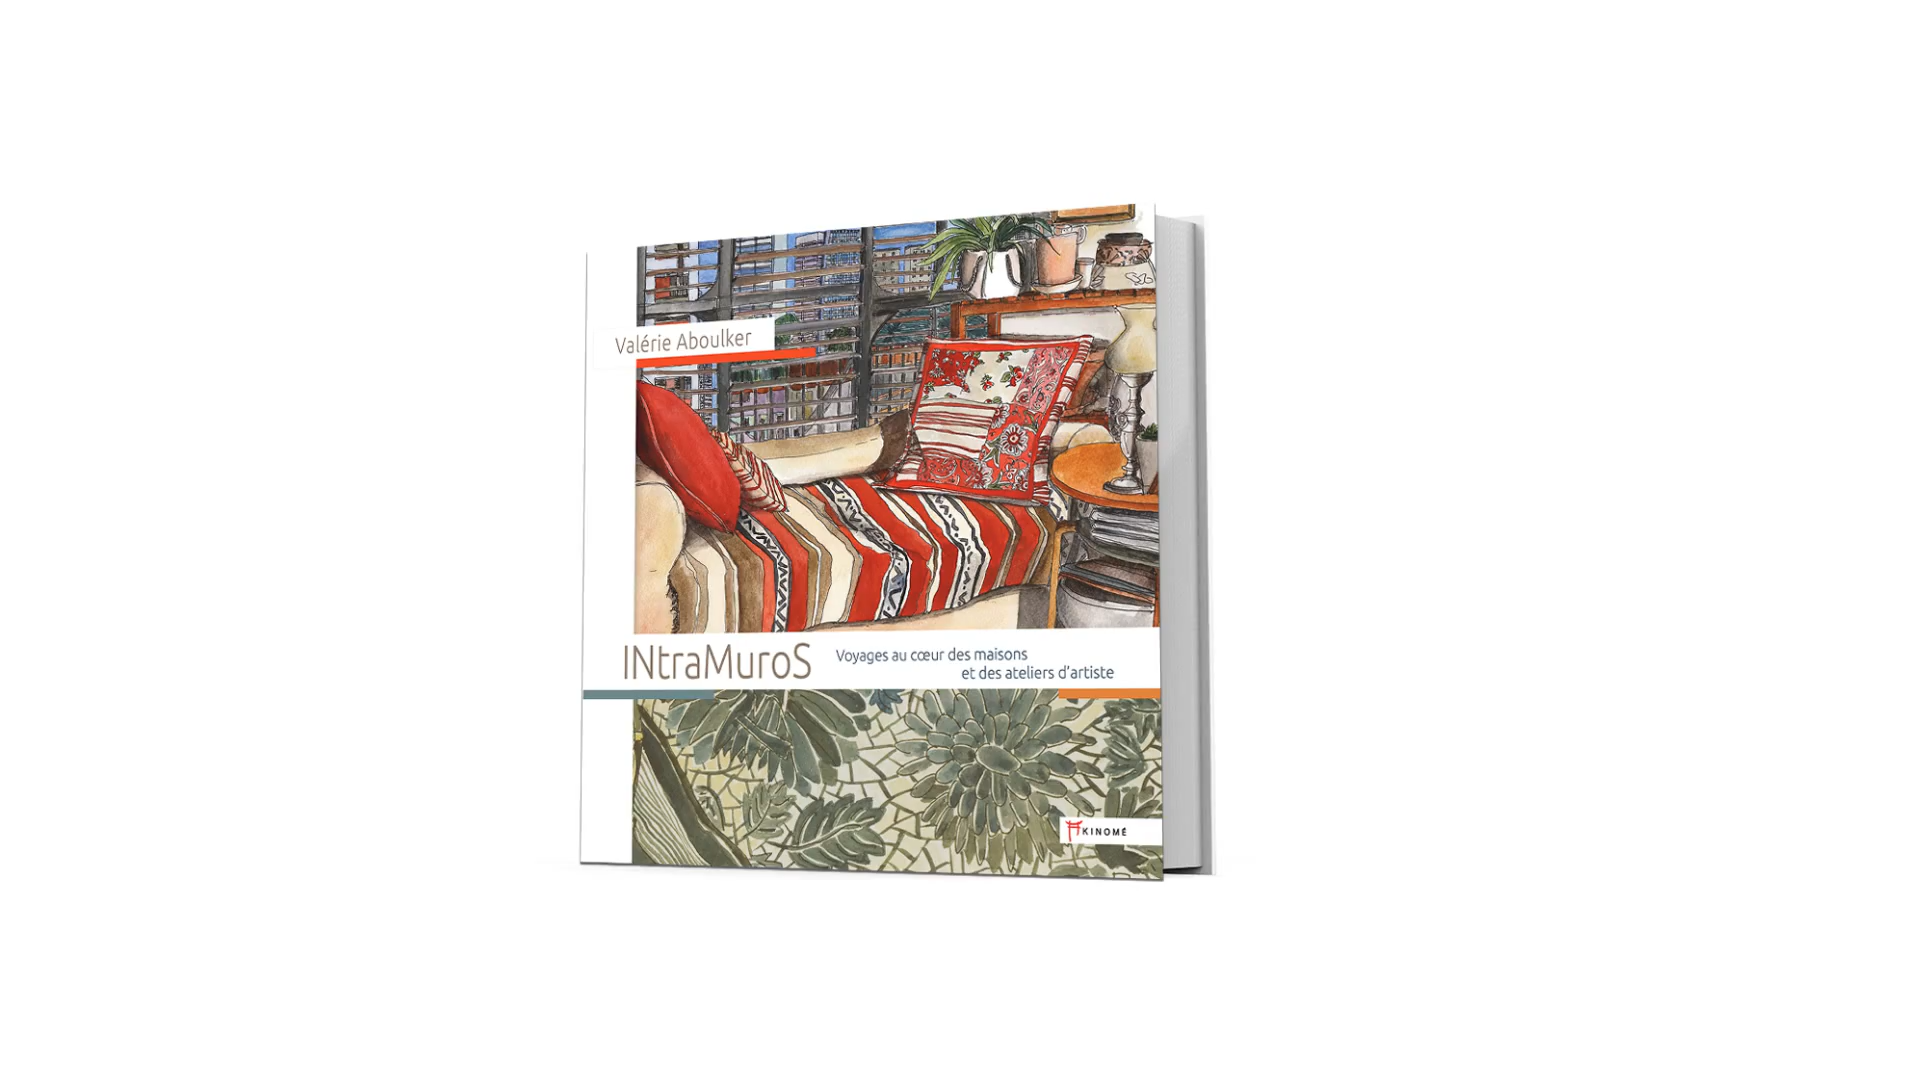 Valérie Aboulker
INtraMuroS
Voyages au cœur des maisons
et des ateliers d'artiste
KINOMÉ